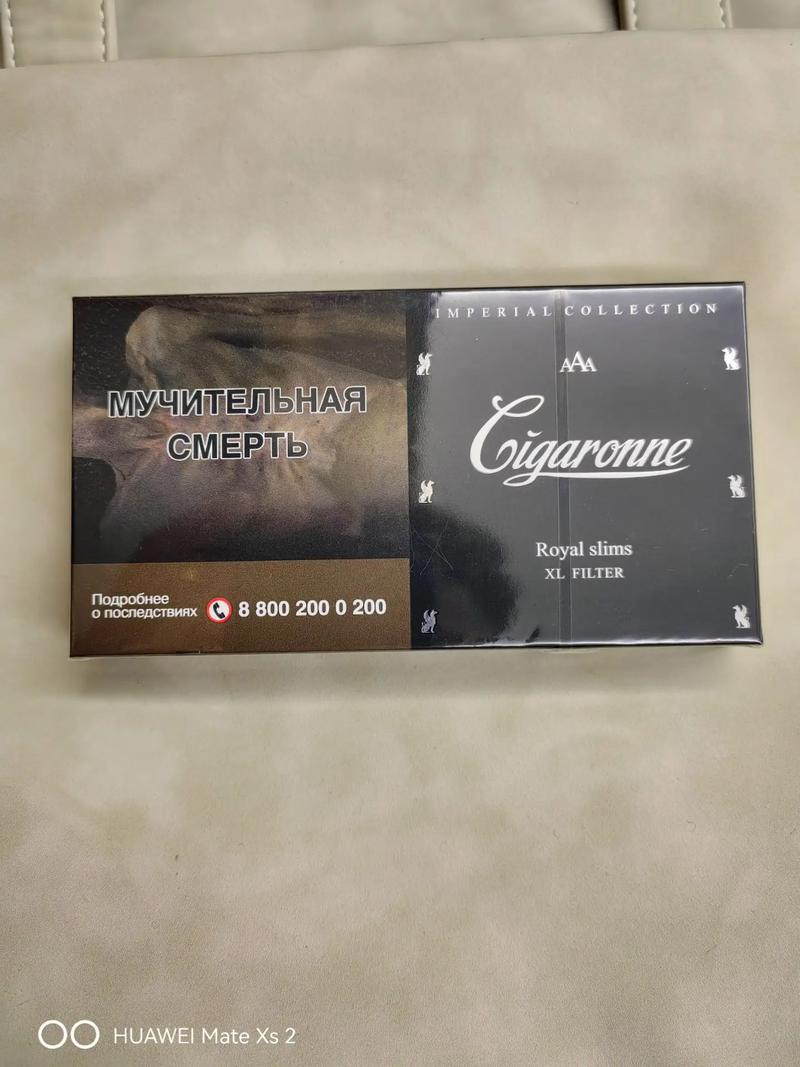 МУЧИТЕЛЬНАЯ
СМЕРТЬ
Подробнее
о последствиях
8 800 200 0 200
IMPERIAL COLLECTION
AAA
Cigaronne
Royal slims
XL FILTER
HUAWEI Mate Xs 2